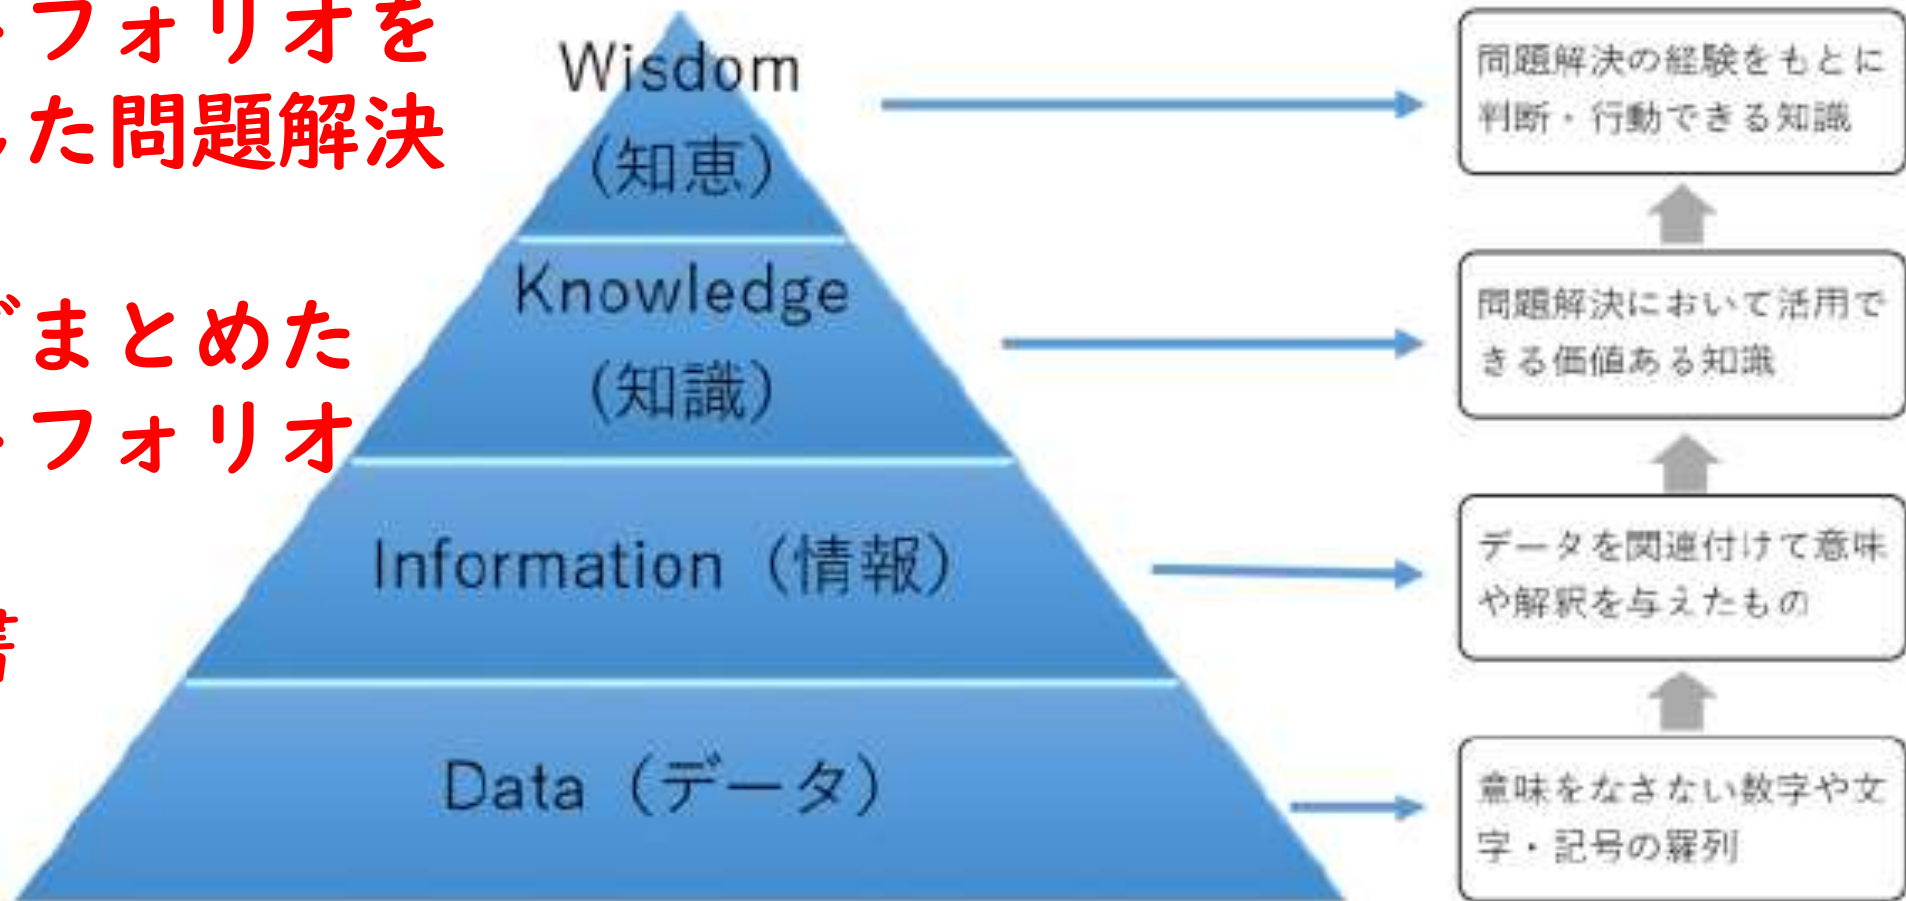 フォリオを
した問題解決
まとめた
フォリオ
Wisdom
（知恵）
Knowledge
（知識）
Information（情報）
Data（データ）
問題解決の経験をもとに
判断・行動できる知識
問題解決において活用で
きる価値ある知識
データを関連付けて意味
や解釈を与えたもの
意味をなさない数字や文
字・記号の羅列